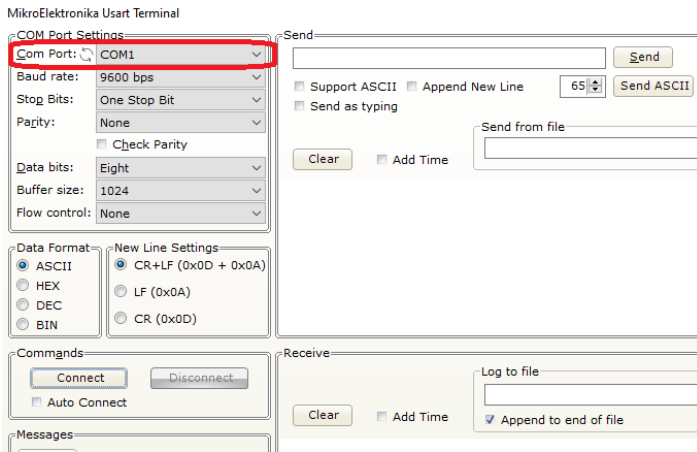 MikroElektronika Usart Terminal
COM Port Settings
Com Port: COM1
Baud rate: 9600 bps
Stop Bits: One Stop Bit
Parity: None
Check Parity
Data bits: Eight
Buffer size: 1024
Flow control: None
Data Format
ASCII
HEX
DEC
BIN
New Line Settings
CR+LF (0x0D + 0x0A)
LF (0x0A)
CR (0x0D)
Commands
Connect Disconnect
Auto Connect
Messages
Send
Send
Support ASCII Append New Line 65 Send ASCII
Send as typing
Send from file
Clear Add Time
Receive
Log to file
Clear Add Time Append to end of file